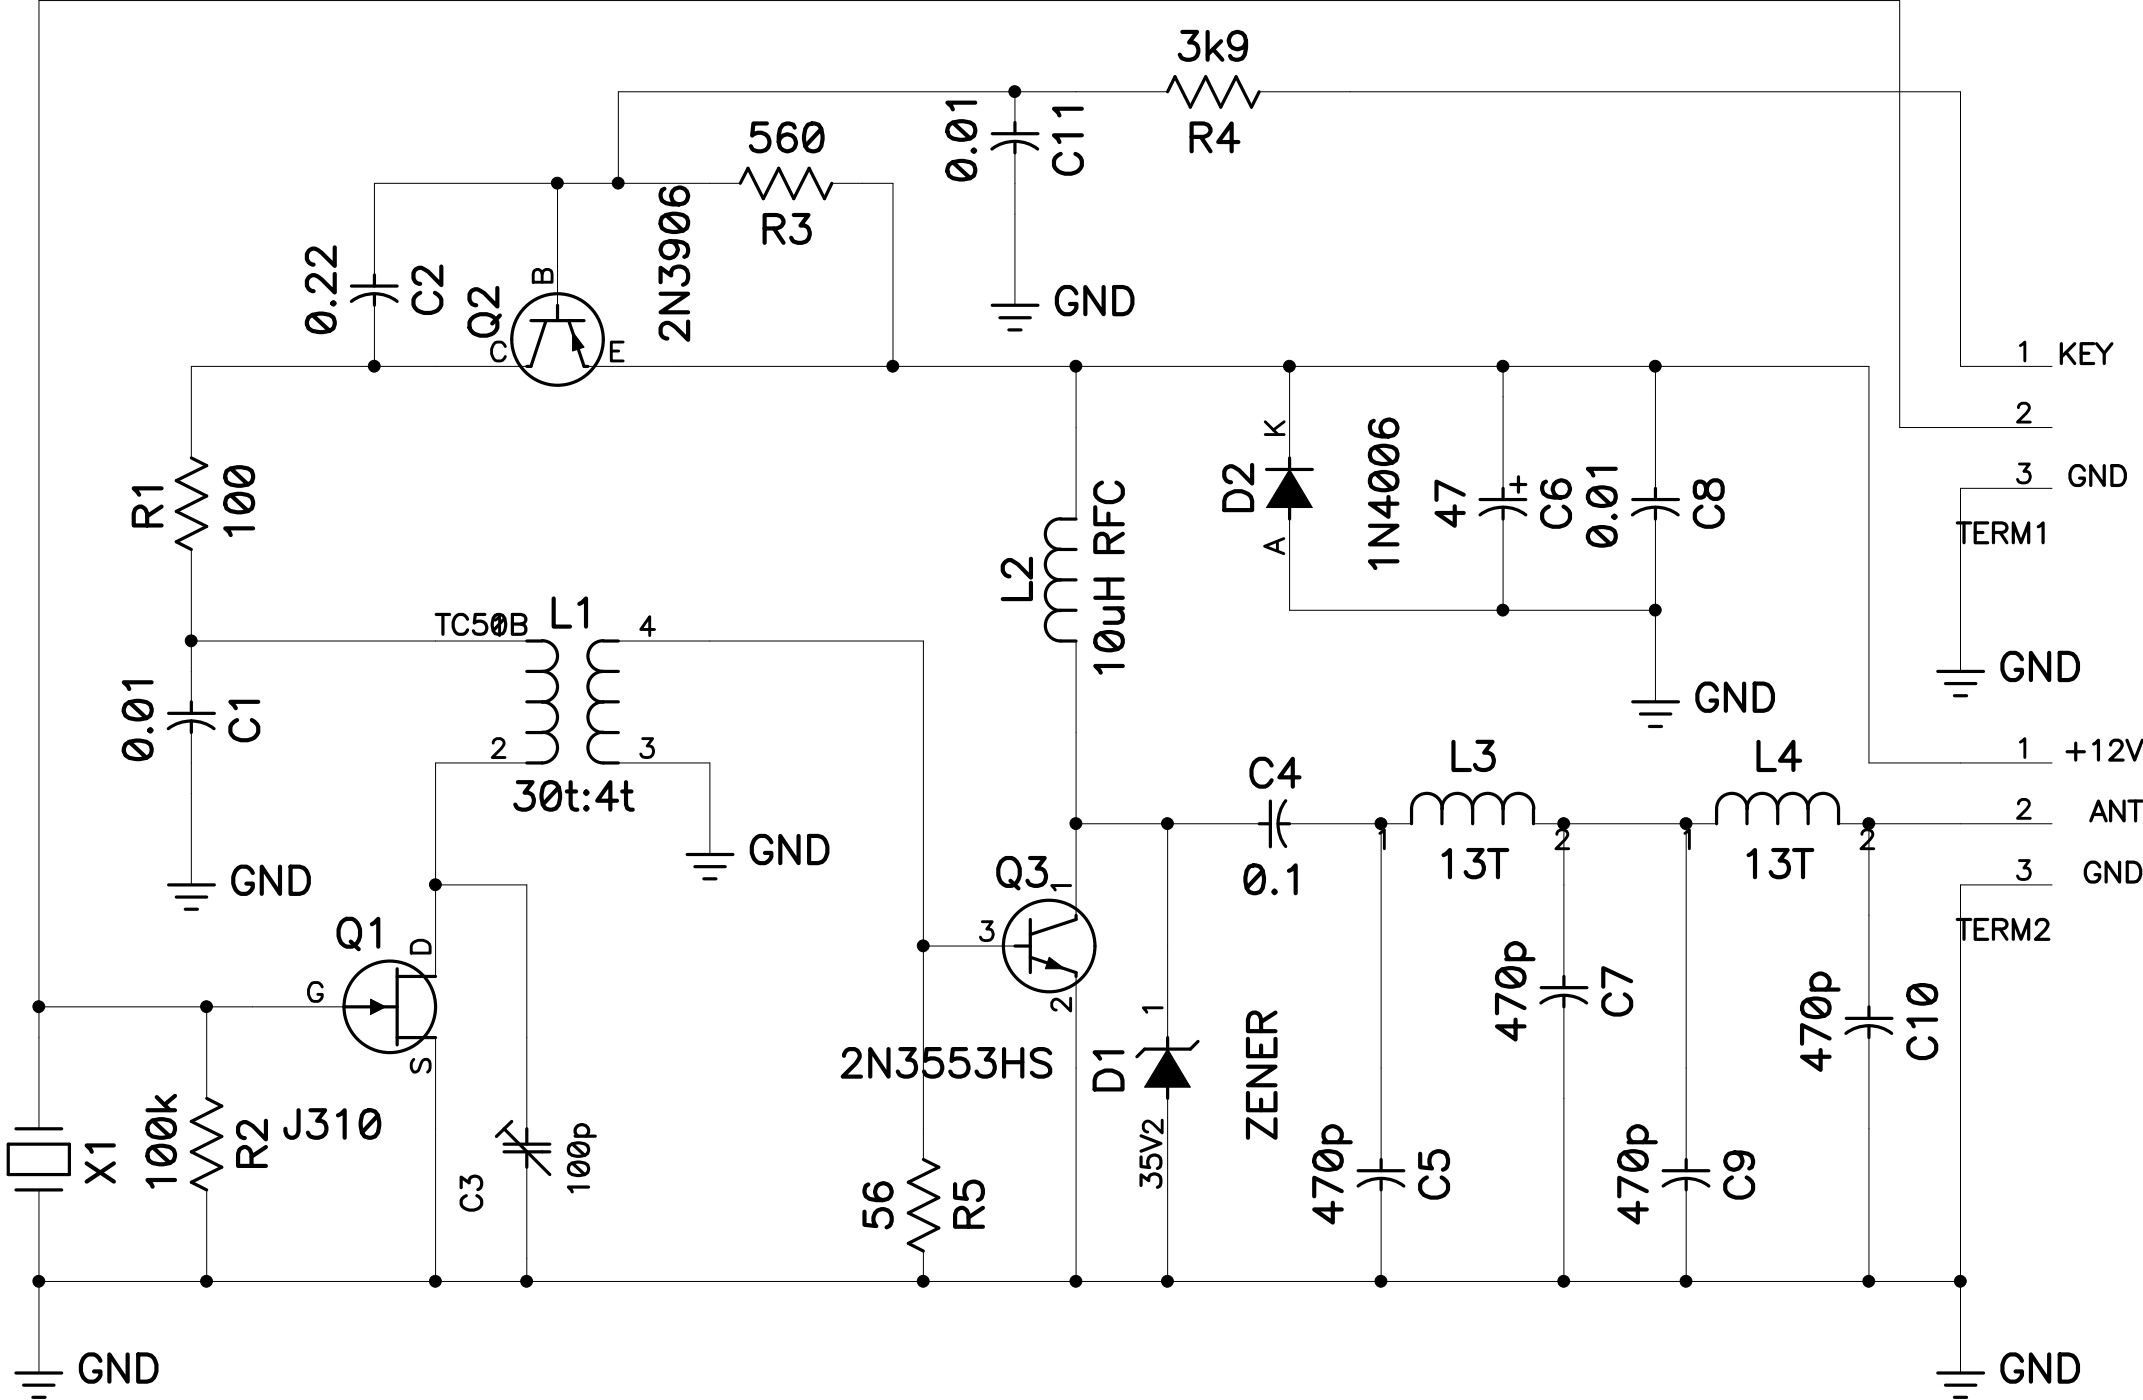 3k9
R4
0.01
C11
GND
560
R3
2N3906
0.22
C2
Q2
B
C
E
1 KEY
2
3 GND
TERM1
GND
R1
100
K
D2
A
1N4006
47
+
C6
0.01
C8
GND
L2
10uH RFC
TC50B
1
L1
4
2
3
30t:4t
GND
0.01
C1
GND
1 +12V
2 ANT
3 GND
TERM2
C4
0.1
L3
1
2
13T
L4
1
2
13T
Q1
G
D
S
J310
Q3
1
3
2
2N3553HS
1
D1
ZENER
35V2
470p
C7
470p
C10
470p
C5
470p
C9
X1
100k
R2
C3
100p
56
R5
GND
GND